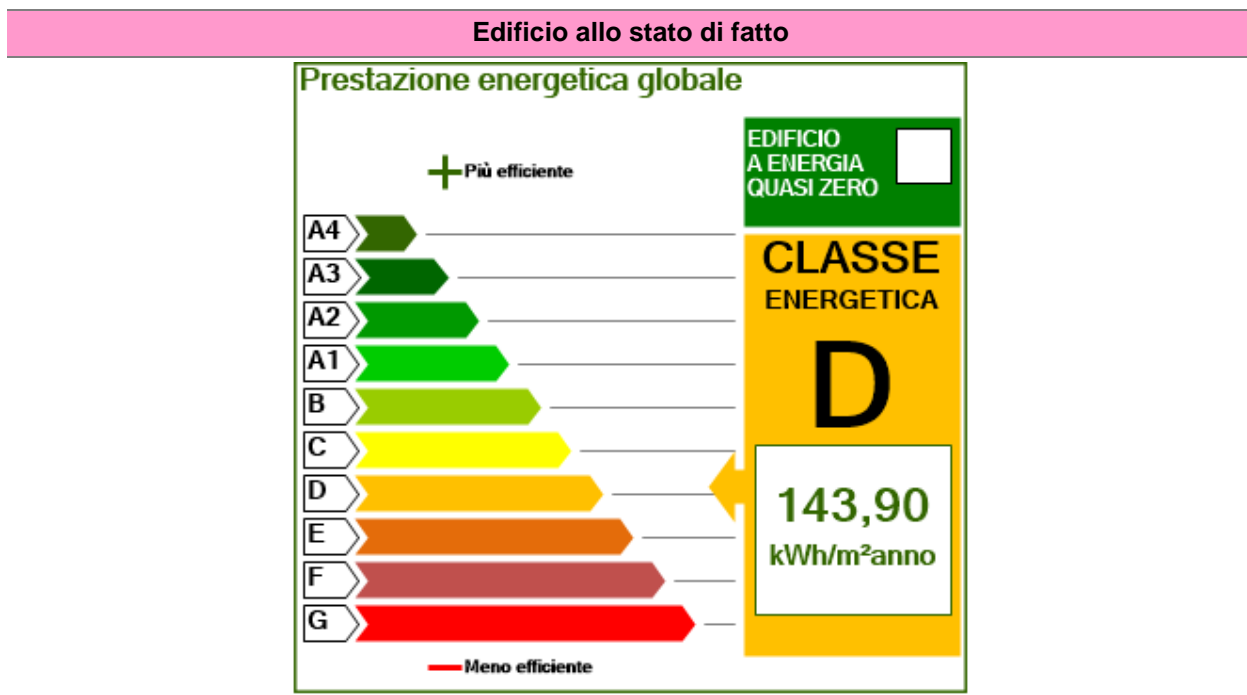 Edificio allo stato di fatto
Prestazione energetica globale
EDIFICIO
A ENERGIA
QUASI ZERO
Più efficiente
A4
A3
A2
A1
B
C
D
E
F
G
Meno efficiente
CLASSE
ENERGETICA
D
143,90
kWh/m²anno